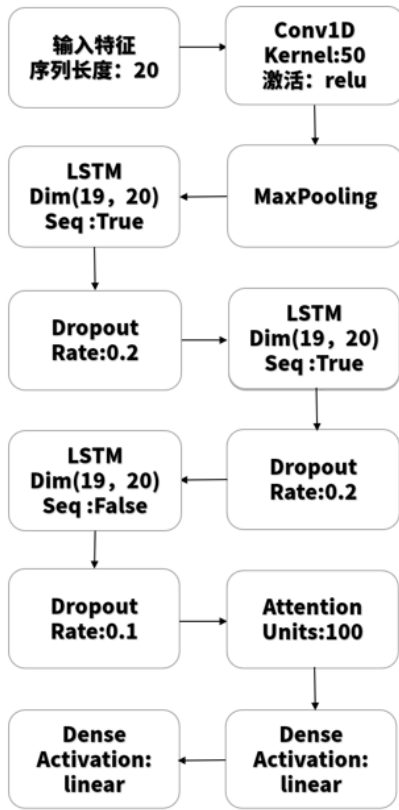 输入特征
序列长度：20
Conv1D
Kernel:50
激活：relu
MaxPooling
LSTM
Dim(19，20)
Seq :True
Dropout
Rate:0.2
LSTM
Dim(19，20)
Seq :True
Dropout
Rate:0.2
LSTM
Dim(19，20)
Seq :False
Dropout
Rate:0.1
Attention
Units:100
Dense
Activation:
linear
Dense
Activation:
linear